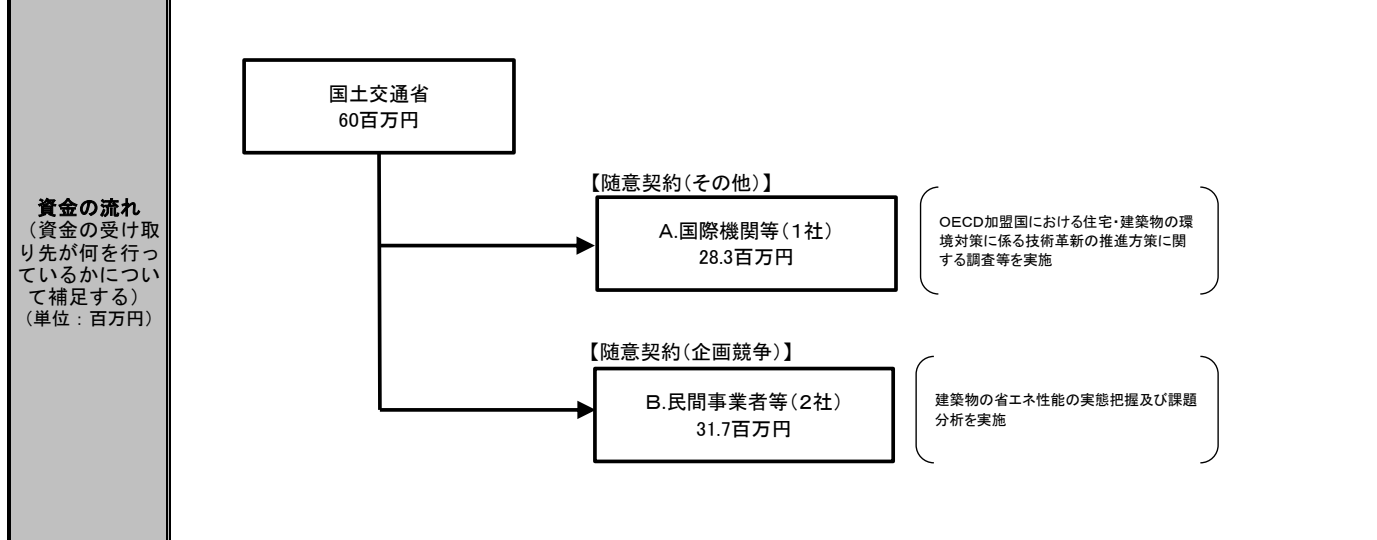 資金の流れ
（資金の受け取
り先が何を行っ
ているかについ
て補足する）
（単位：百万円）
国土交通省
60百万円
【随意契約（その他）】
Ａ.国際機関等（１社）
28.3百万円
ＯＥＣＤ加盟国における住宅・建築物の環
境対策に係る技術革新の推進方策に関
する調査等を実施
【随意契約（企画競争）】
Ｂ.民間事業者等（２社）
31.7百万円
建築物の省エネ性能の実態把握及び課題
分析を実施